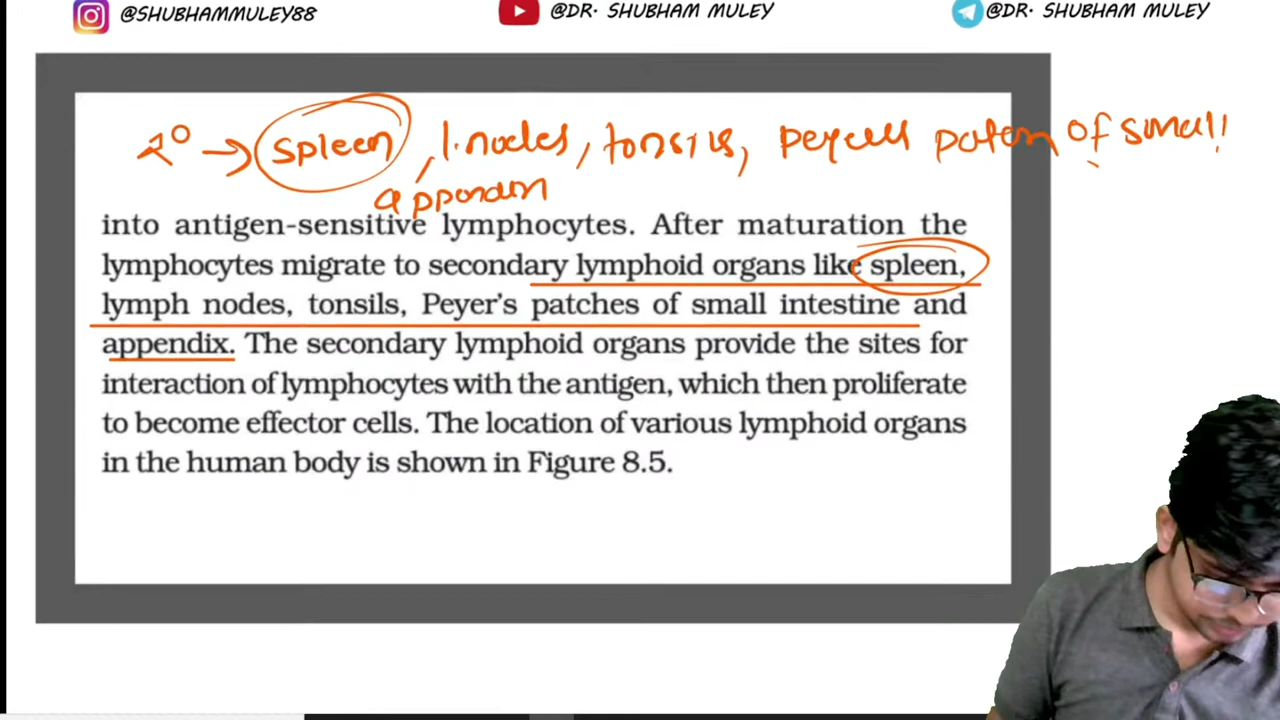 @SHUBHAMMULEY88 @DR. SHUBHAM MULEY @DR. SHUBHAM MULEY
2° → spleen, l.nodes, tonsils, peyers patches of small
appendix
into antigen-sensitive lymphocytes. After maturation the
lymphocytes migrate to secondary lymphoid organs like spleen,
lymph nodes, tonsils, Peyer's patches of small intestine and
appendix. The secondary lymphoid organs provide the sites for
interaction of lymphocytes with the antigen, which then proliferate
to become effector cells. The location of various lymphoid organs
in the human body is shown in Figure 8.5.